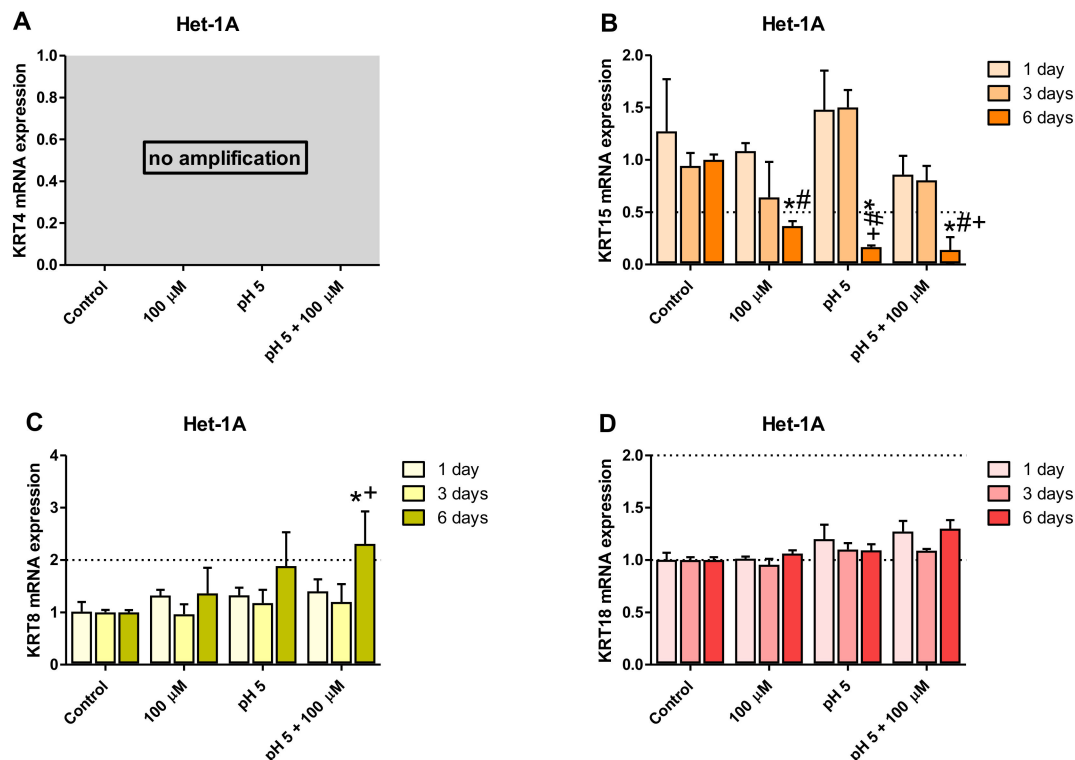 A
Het-1A
KRT4 mRNA expression
1.0
0.8
0.6
0.4
0.2
0.0
no amplification
Control
100 μM
pH 5
pH 5 + 100 μM
B
Het-1A
KRT15 mRNA expression
2.0
1.5
1.0
0.5
0.0
*#
*#+
*#+
1 day
3 days
6 days
Control
100 μM
pH 5
pH 5 + 100 μM
C
Het-1A
KRT8 mRNA expression
4
3
2
1
0
*+
1 day
3 days
6 days
Control
100 μM
pH 5
pH 5 + 100 μM
D
Het-1A
KRT18 mRNA expression
2.0
1.5
1.0
0.5
0.0
1 day
3 days
6 days
Control
100 μM
pH 5
pH 5 + 100 μM